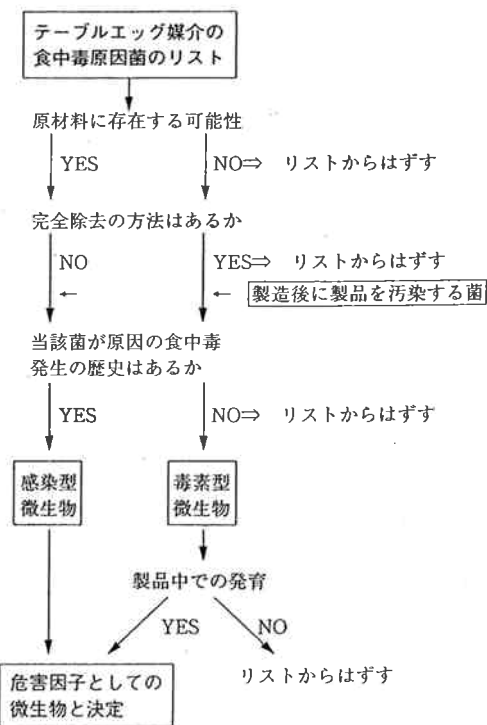 テーブルエッグ媒介の
食中毒原因菌のリスト
原材料に存在する可能性
YES
NO⇒ リストからはずす
完全除去の方法はあるか
NO
YES⇒ リストからはずす
← ← 製造後に製品を汚染する菌
当該菌が原因の食中毒
発生の歴史はあるか
YES
NO⇒ リストからはずす
感染型
微生物
毒素型
微生物
製品中での発育
YES
NO
リストからはずす
危害因子としての
微生物と決定